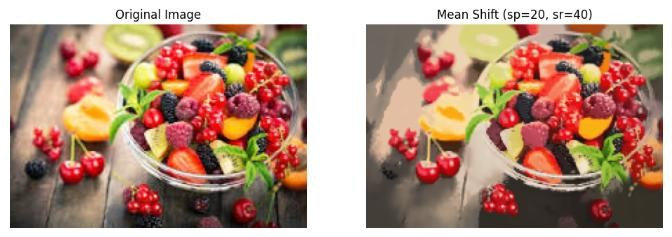 Original Image
Mean Shift (sp=20, sr=40)